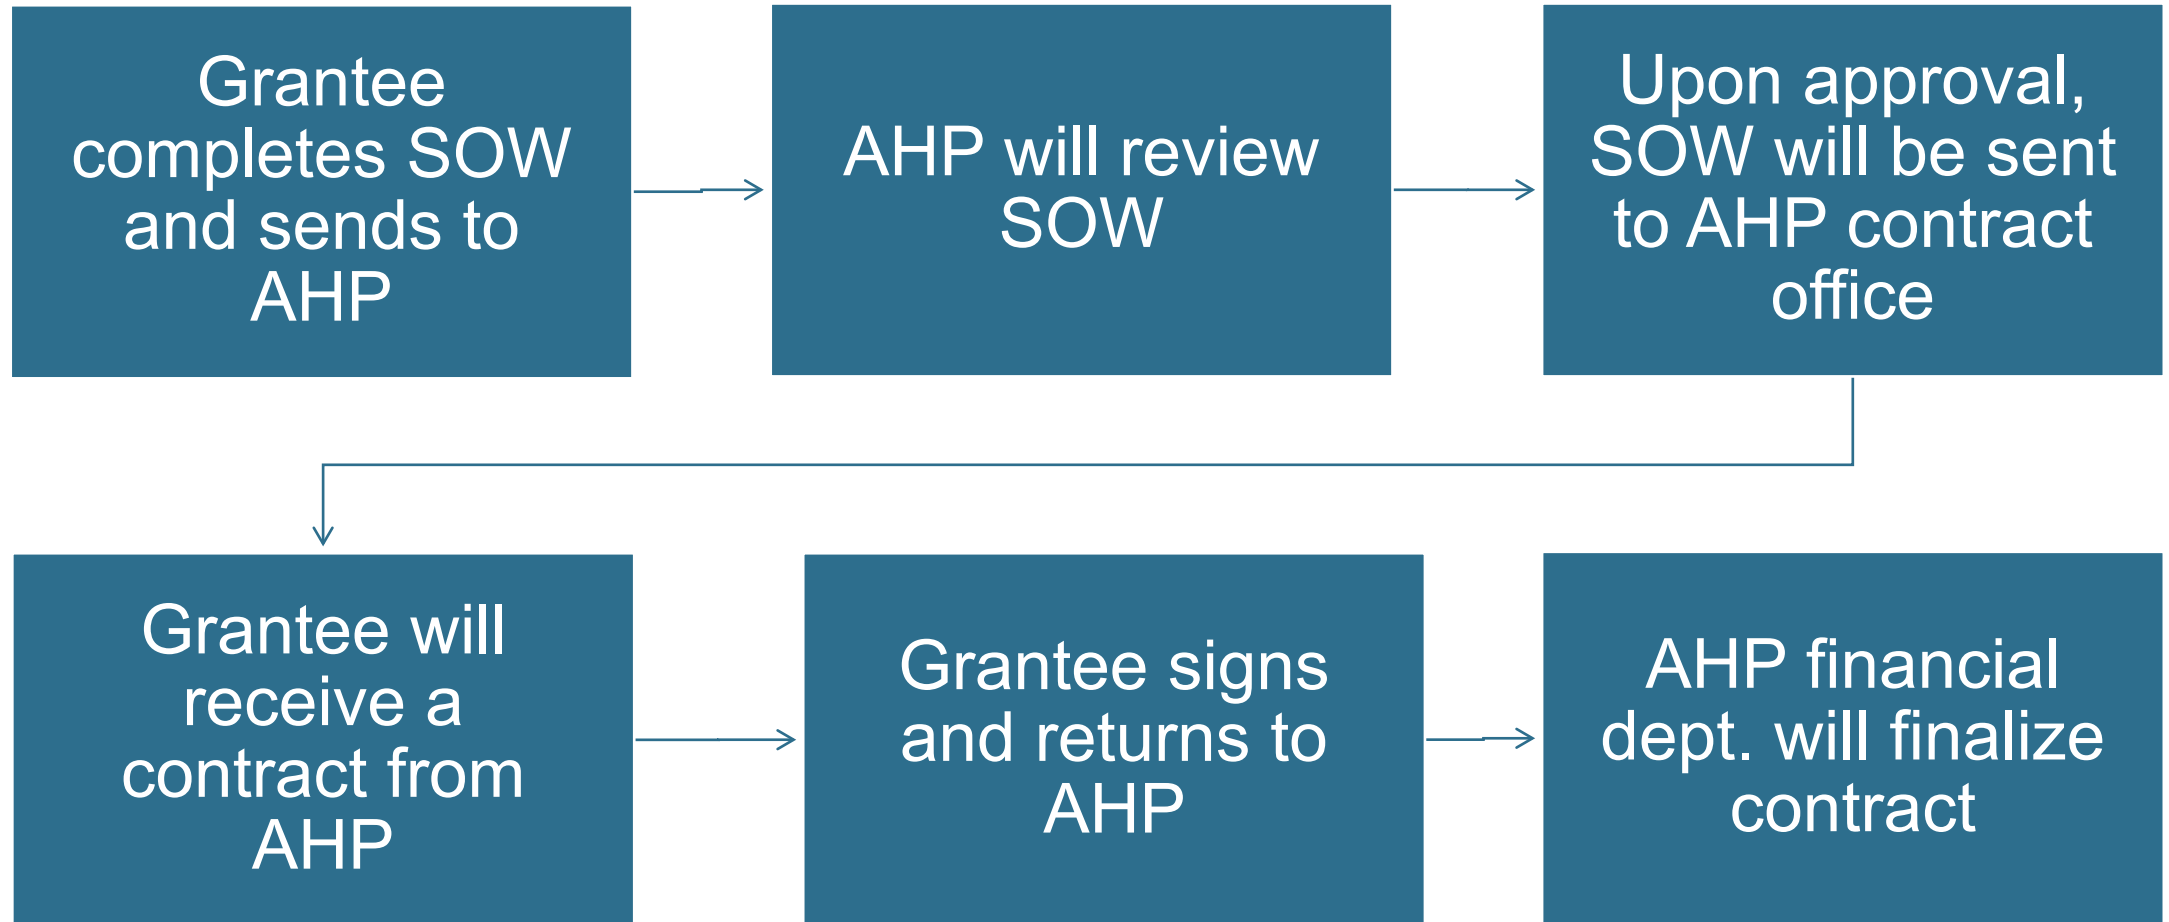 Grantee
completes SOW
and sends to
AHP
AHP will review
SOW
Upon approval,
SOW will be sent
to AHP contract
office
Grantee will
receive a
contract from
AHP
Grantee signs
and returns to
AHP
AHP financial
dept. will finalize
contract